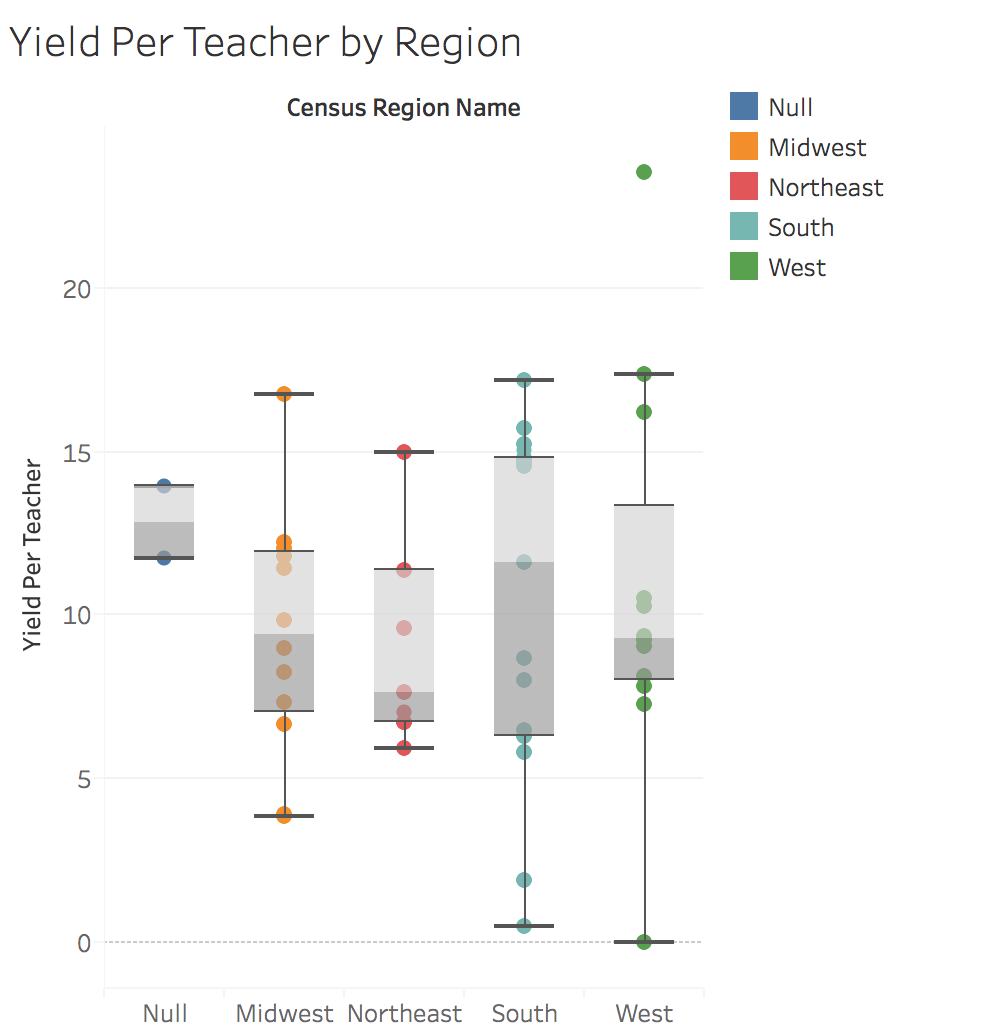 Yield Per Teacher by Region
Census Region Name
Null
Midwest
Northeast
South
West
Yield Per Teacher
20
15
10
5
0
Null Midwest Northeast South West